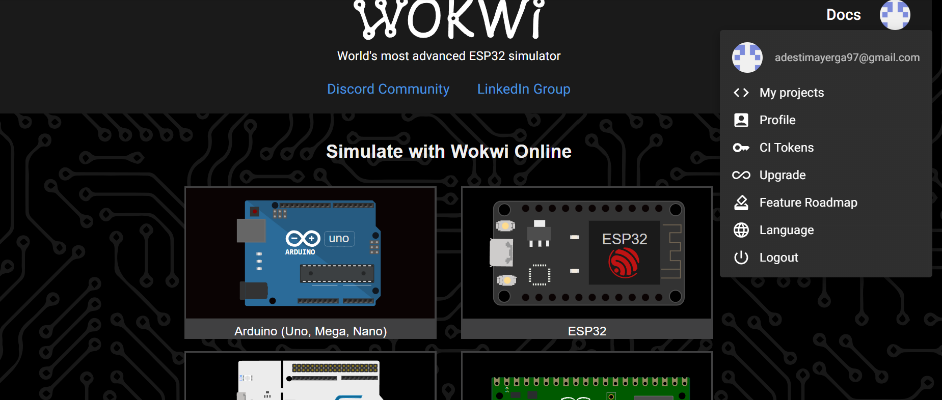 WOKWi
Docs
World's most advanced ESP32 simulator
Discord Community
LinkedIn Group
adestimayerga97@gmail.com
My projects
Profile
CI Tokens
Upgrade
Feature Roadmap
Language
Logout
Simulate with Wokwi Online
uno
ARDUINO
ESP32
Arduino (Uno, Mega, Nano)
ESP32